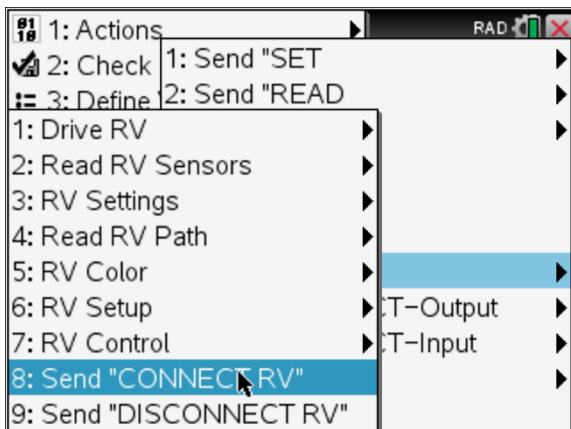 1: Actions
RAD
2: Check
1: Send "SET
3: Define
2: Send "READ
1: Drive RV
2: Read RV Sensors
3: RV Settings
4: Read RV Path
5: RV Color
6: RV Setup
CT-Output
7: RV Control
CT-Input
8: Send "CONNECT RV"
9: Send "DISCONNECT RV"